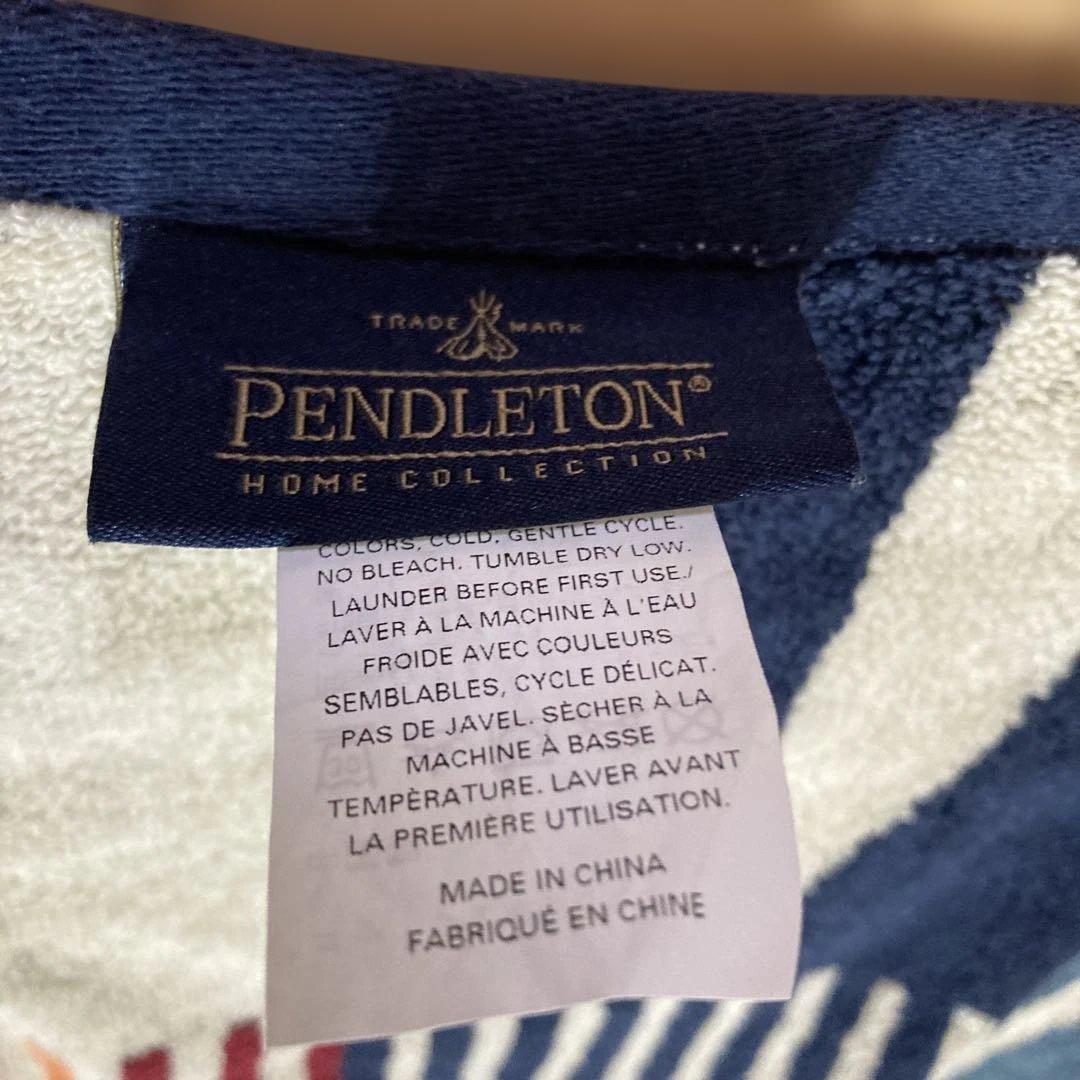 TRADE MARK
PENDLETON®
HOME COLLECTION
COLORS, COLD, GENTLE CYCLE.
NO BLEACH. TUMBLE DRY LOW.
LAUNDER BEFORE FIRST USE./
LAVER À LA MACHINE À L'EAU
FROIDE AVEC COULEURS
SEMBLABLES, CYCLE DÉLICAT.
PAS DE JAVEL. SÈCHER À LA
MACHINE À BASSE
TEMPÈRATURE. LAVER AVANT
LA PREMIÈRE UTILISATION.
MADE IN CHINA
FABRIQUÉ EN CHINE